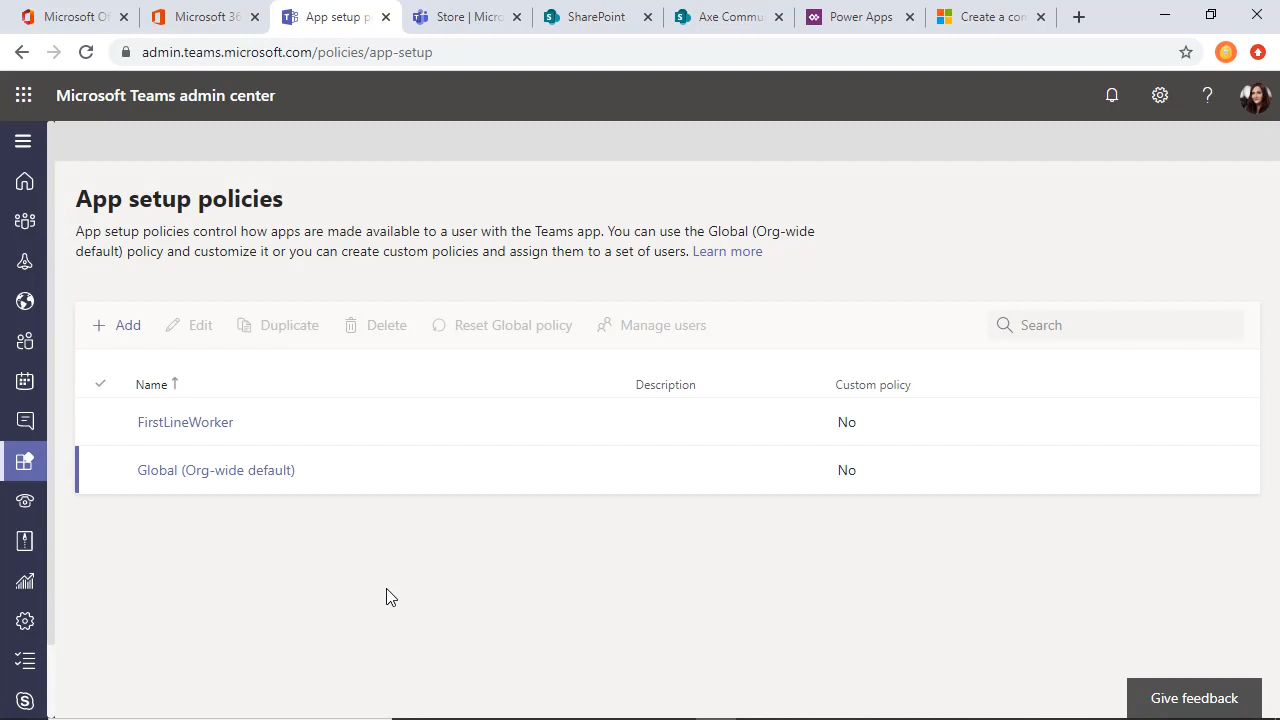 Microsoft Of
Microsoft 36
App setup p
Store | Micr
SharePoint
Axe Commu
Power Apps
Create a con
admin.teams.microsoft.com/policies/app-setup
Microsoft Teams admin center
App setup policies
App setup policies control how apps are made available to a user with the Teams app. You can use the Global (Org-wide
default) policy and customize it or you can create custom policies and assign them to a set of users. Learn more
Add Edit Duplicate Delete Reset Global policy Manage users Search
Name Description Custom policy
FirstLineWorker No
Global (Org-wide default) No
Give feedback